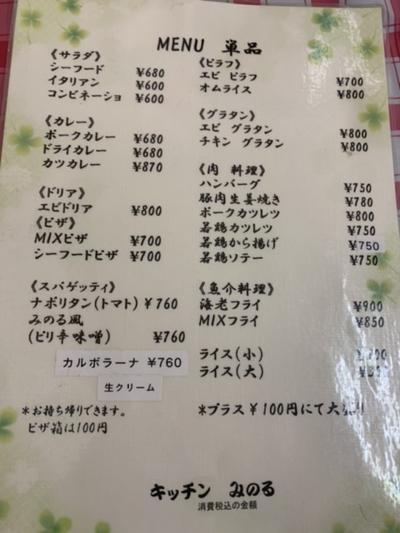 MENU 単品
《サラダ》
シーフード ¥680
イタリアン ¥600
コンビネーショ ¥600
《カレー》
ポークカレー ¥680
ドライカレー ¥680
カツカレー ¥870
《ドリア》
エビドリア ¥800
《ピザ》
MIXピザ ¥700
シーフードピザ ¥700
《スパゲッティ》
ナポリタン(トマト) ¥760
みのる風
(ピリ辛味噌) ¥760
カルボラーナ ¥760
生クリーム
*お持ち帰りできます。
ピザ箱は100円
《ピラフ》
エビ ピラフ ¥700
オムライス ¥800
《グラタン》
エビ グラタン ¥800
チキン グラタン ¥800
《肉 料理》
ハンバーグ ¥750
豚肉生姜焼き ¥780
ポークカツレツ ¥800
若鶏カツレツ ¥750
若鶏から揚げ ¥750
若鶏ソテー ¥750
《魚介料理》
海老フライ ¥900
MIXフライ ¥850
ライス(小)
ライス(大)
*プラス¥100円にて大盛り
キッチン みのる
消費税込の金額